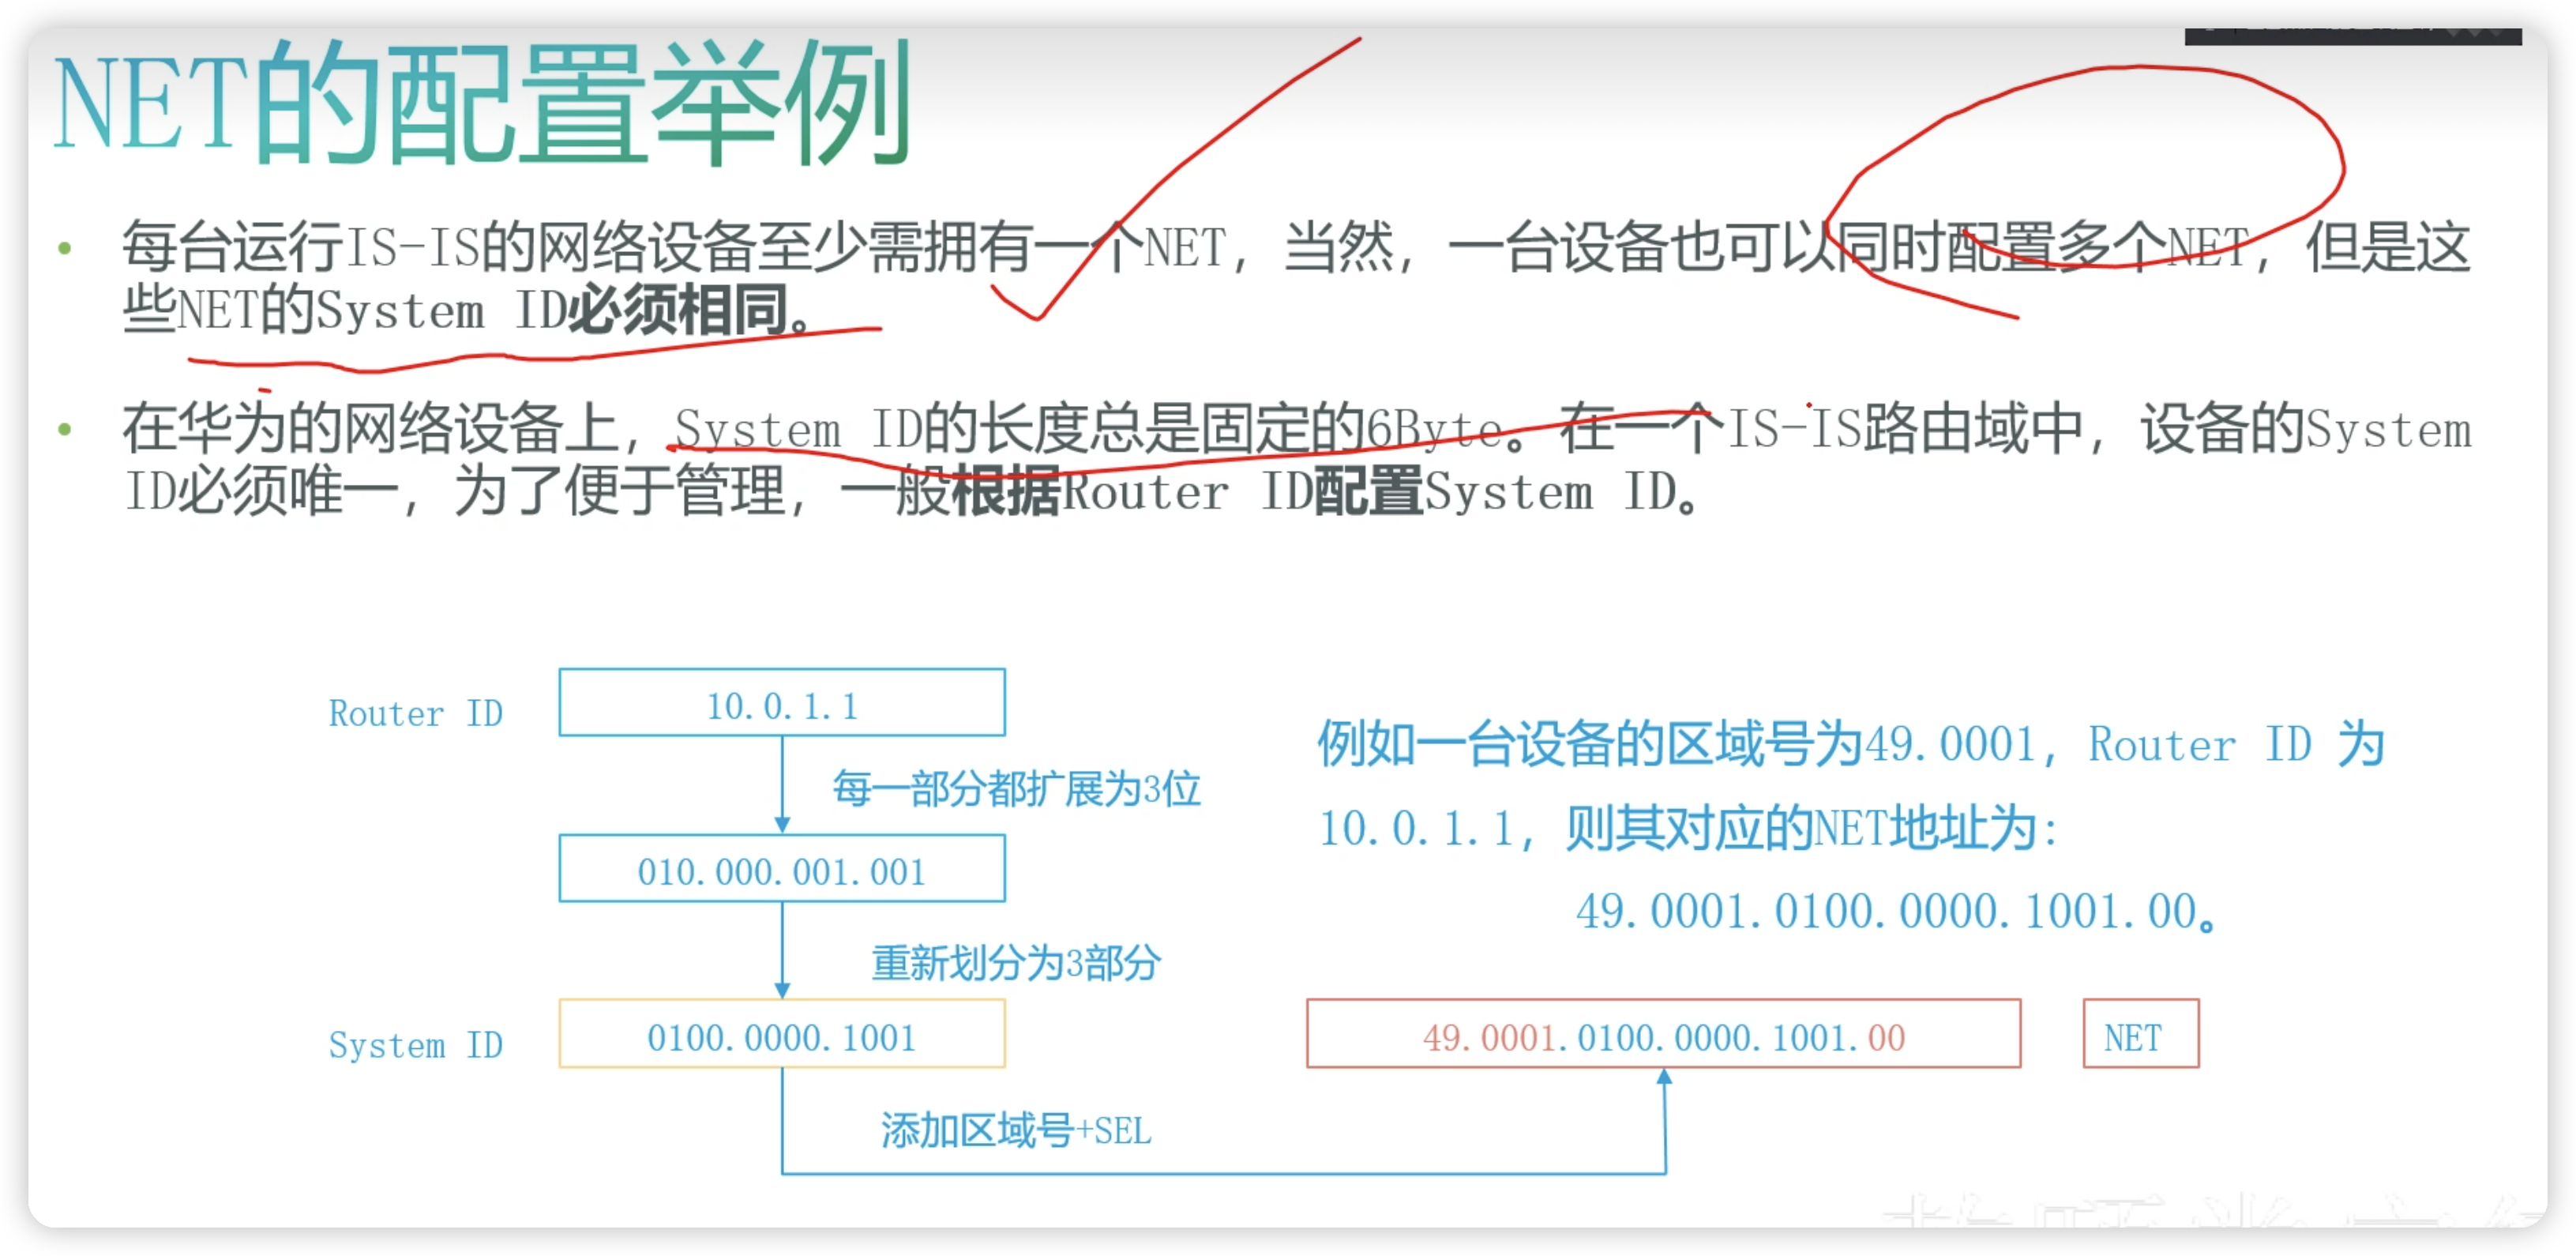 NET的配置举例
• 每台运行IS-IS的网络设备至少需拥有一个NET，当然，一台设备也可以同时配置多个NET，但是这
些NET的System ID必须相同。
• 在华为的网络设备上，System ID的长度总是固定的6Byte。在一个IS-IS路由域中，设备的System
ID必须唯一，为了便于管理，一般根据Router ID配置System ID。
Router ID
10.0.1.1
每一部分都扩展为3位
010.000.001.001
重新划分为3部分
System ID
0100.0000.1001
添加区域号+SEL
例如一台设备的区域号为49.0001，Router ID 为
10.0.1.1，则其对应的NET地址为：
49.0001.0100.0000.1001.00。
49.0001.0100.0000.1001.00
NET